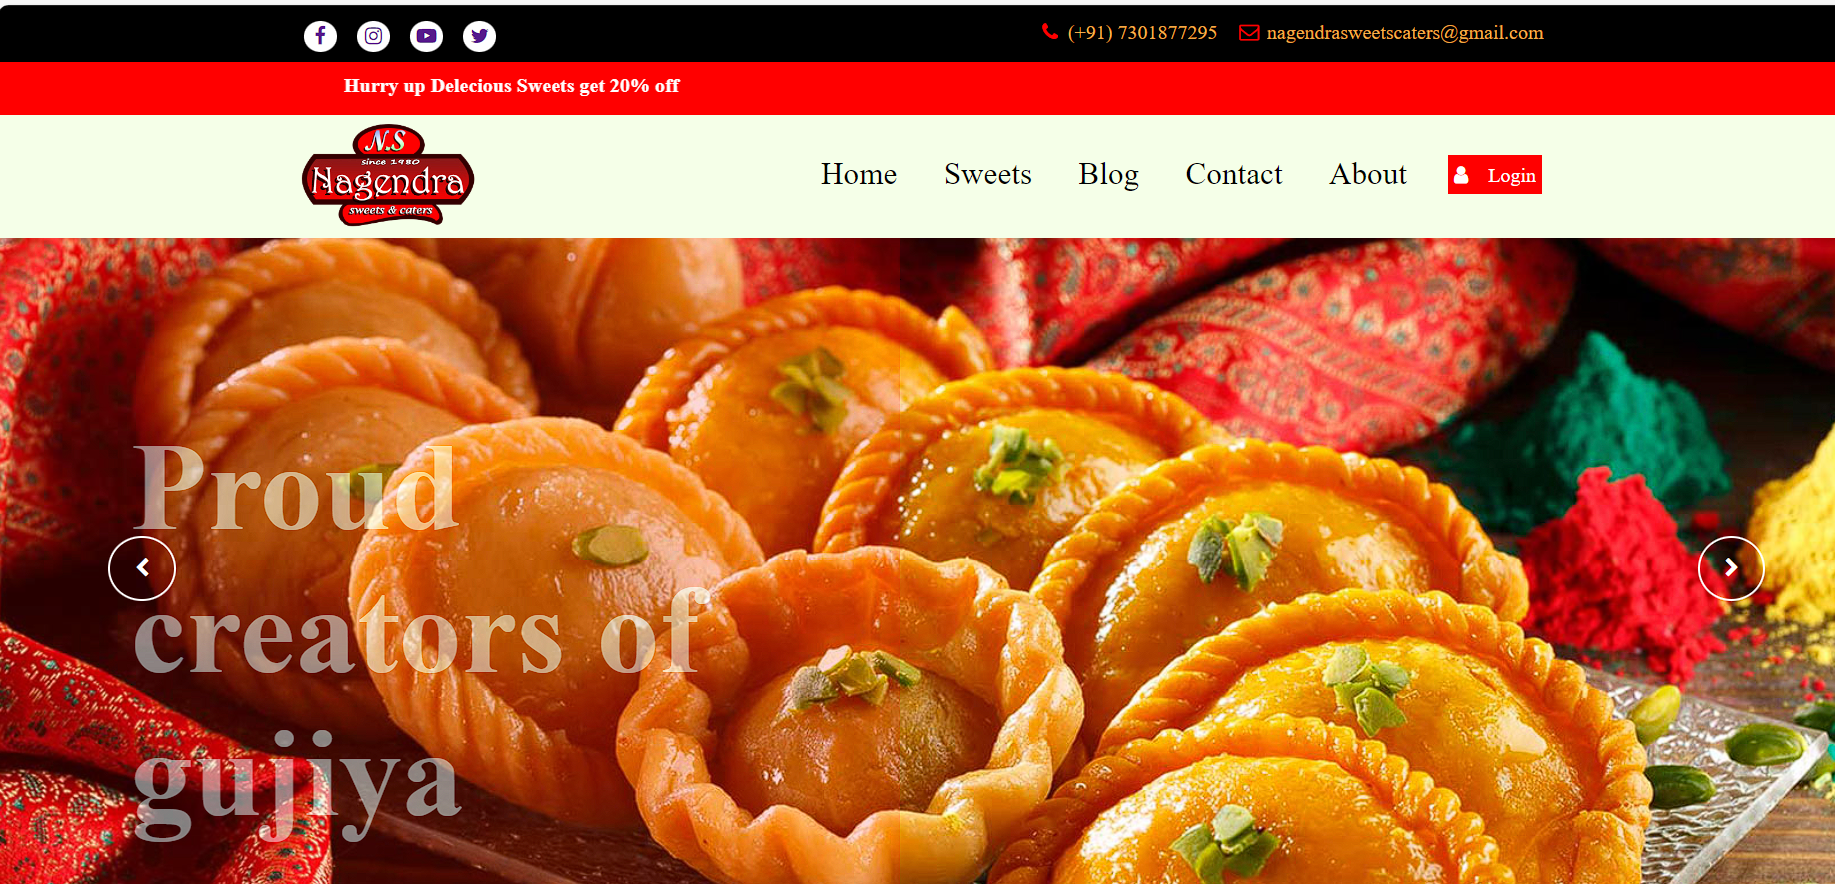 (+91) 7301877295 nagendrasweetscaters@gmail.com
Hurry up Delecious Sweets get 20% off
N.S
since 1980
Nagendra
sweets & caters
Home Sweets Blog Contact About Login
Proud
creators of
gujiya